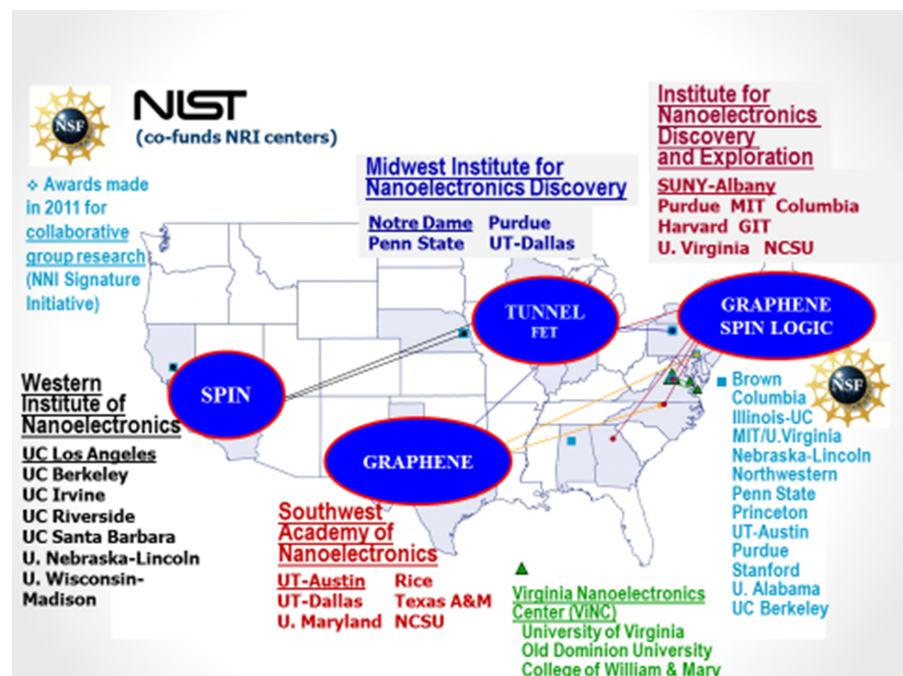 NSF
NIST
(co-funds NRI centers)
❖ Awards made
in 2011 for
collaborative
group research
(NNI Signature
Initiative)
Midwest Institute for
Nanoelectronics Discovery
Notre Dame Purdue
Penn State UT-Dallas
Institute for
Nanoelectronics
Discovery
and Exploration
SUNY-Albany
Purdue MIT Columbia
Harvard GIT
U. Virginia NCSU
TUNNEL
FET
GRAPHENE
SPIN LOGIC
SPIN
GRAPHENE
Western
Institute of
Nanoelectronics
UC Los Angeles
UC Berkeley
UC Irvine
UC Riverside
UC Santa Barbara
U. Nebraska-Lincoln
U. Wisconsin-
Madison
Southwest
Academy of
Nanoelectronics
UT-Austin Rice
UT-Dallas Texas A&M
U. Maryland NCSU
Virginia Nanoelectronics
Center (ViNC)
University of Virginia
Old Dominion University
College of William & Mary
NSF
Brown
Columbia
Illinois-UC
MIT/U.Virginia
Nebraska-Lincoln
Northwestern
Penn State
Princeton
UT-Austin
Purdue
Stanford
U. Alabama
UC Berkeley